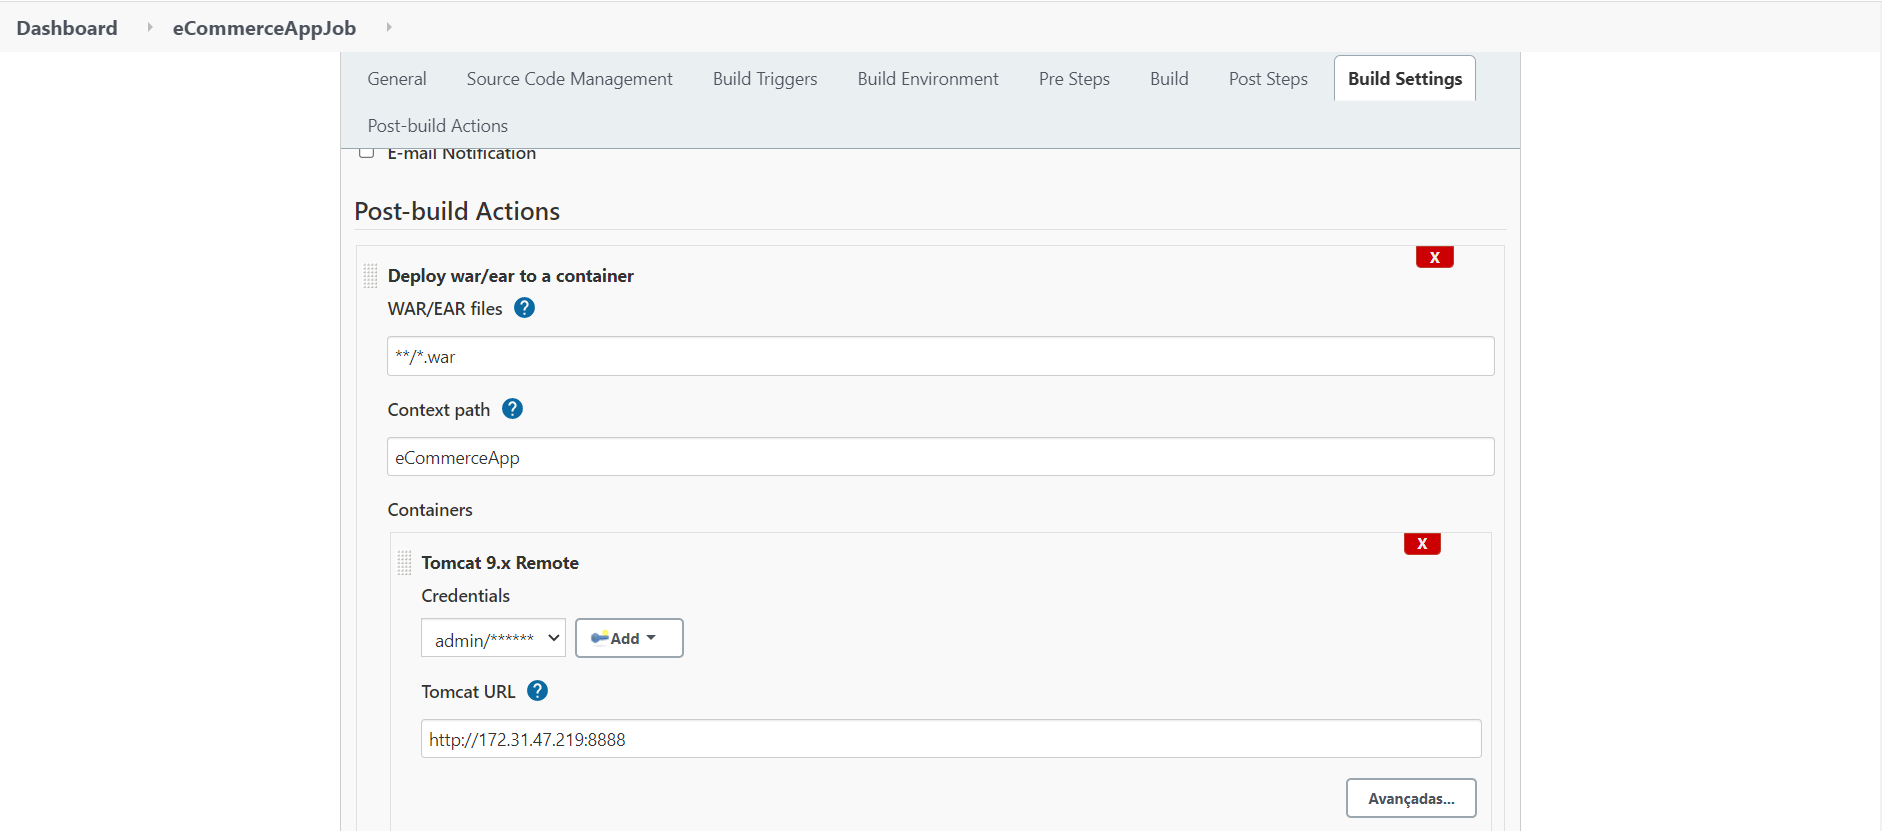 Dashboard eCommerceAppJob
General Source Code Management Build Triggers Build Environment Pre Steps Build Post Steps Build Settings
Post-build Actions
E-mail Notification
Post-build Actions
X
Deploy war/ear to a container
WAR/EAR files ?
**/*.war
Context path ?
eCommerceApp
Containers
X
Tomcat 9.x Remote
Credentials
admin/****** Add
Tomcat URL ?
http://172.31.47.219:8888
Avançadas...